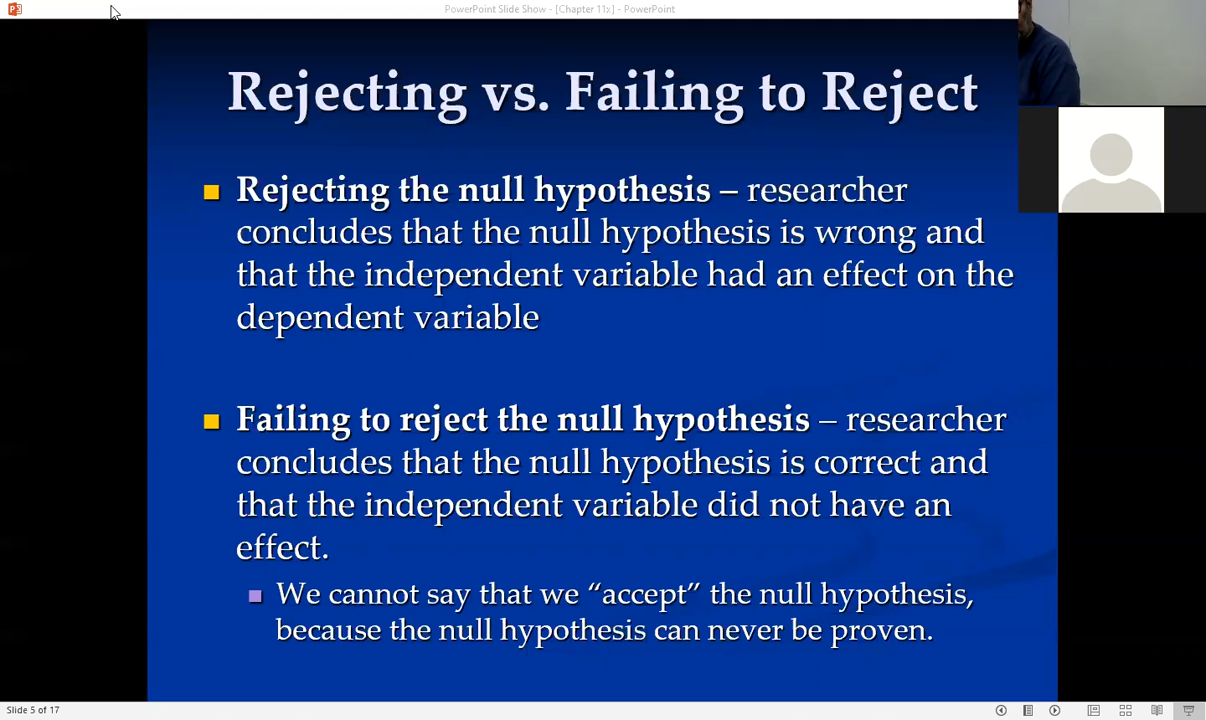 PowerPoint Slide Show - [Chapter 11x] - PowerPoint
Rejecting vs. Failing to Reject
Rejecting the null hypothesis – researcher
concludes that the null hypothesis is wrong and
that the independent variable had an effect on the
dependent variable
Failing to reject the null hypothesis – researcher
concludes that the null hypothesis is correct and
that the independent variable did not have an
effect.
We cannot say that we “accept” the null hypothesis,
because the null hypothesis can never be proven.
Slide 5 of 17